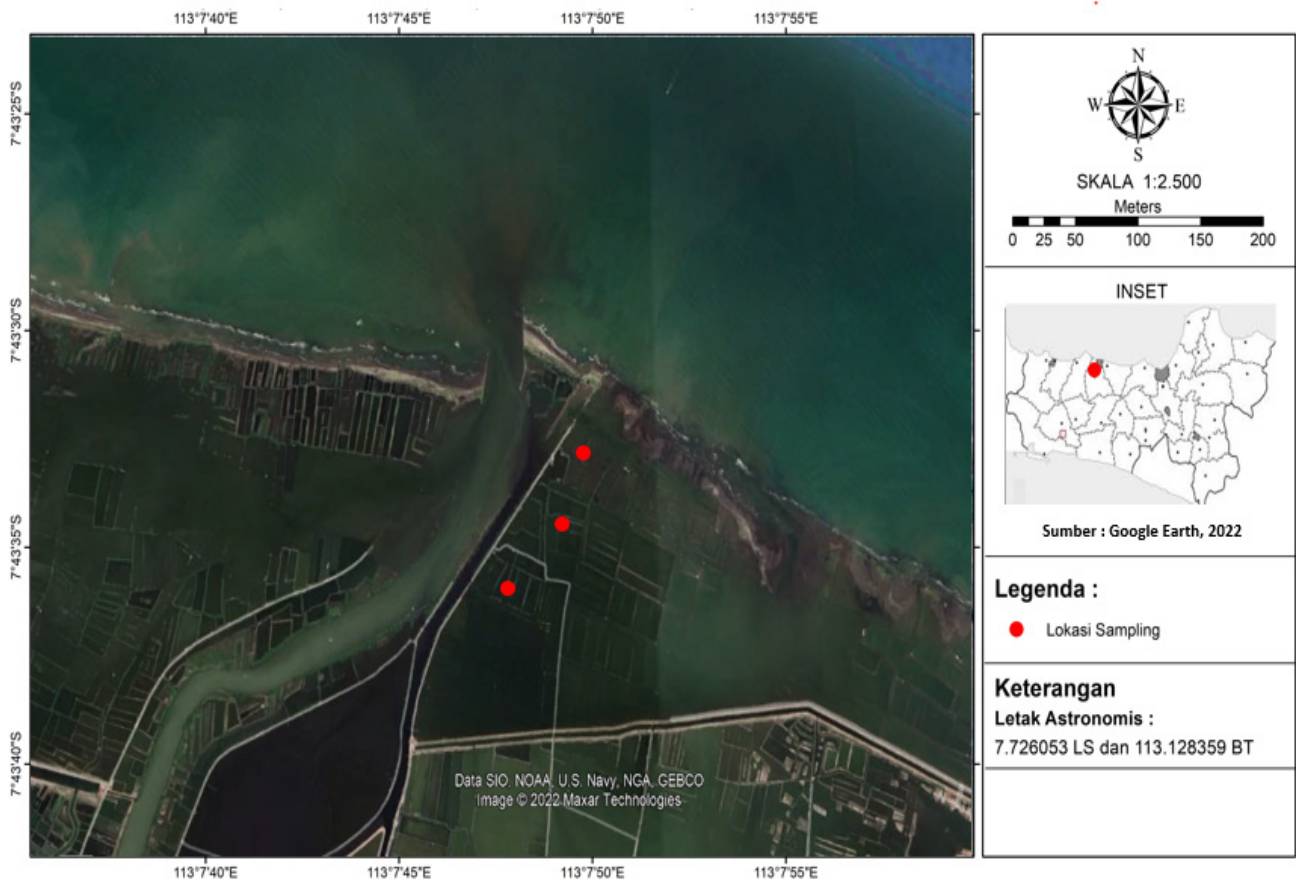 113°7'40"E 113°7'45"E 113°7'50"E 113°7'55"E
7°43'25"S
7°43'30"S
7°43'35"S
7°43'40"S
Data SIO. NOAA, U.S. Navy, NGA, GEBCO
Image © 2022 Maxar Technologies
113°7'40"E 113°7'45"E 113°7'50"E 113°7'55"E
N
W E
S
SKALA 1:2.500
Meters
0 25 50 100 150 200
INSET
Sumber : Google Earth, 2022
Legenda :
Lokasi Sampling
Keterangan
Letak Astronomis :
7.726053 LS dan 113.128359 BT